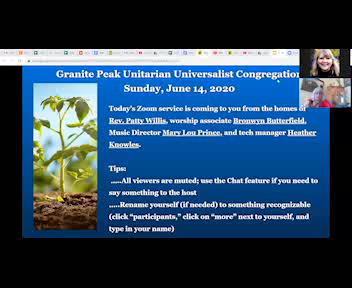 Granite Peak Unitarian Universalist Congregation
Sunday, June 14, 2020
Today's Zoom service is coming to you from the homes of
Rev. Patty Willis, worship associate Bronwyn Butterfield,
Music Director Mary Lou Prince, and tech manager Heather
Knowles.
Tips:
.....All viewers are muted; use the Chat feature if you need to
say something to the host
.....Rename yourself (if needed) to something recognizable
(click “participants,” click on “more” next to yourself, and
type in your name)